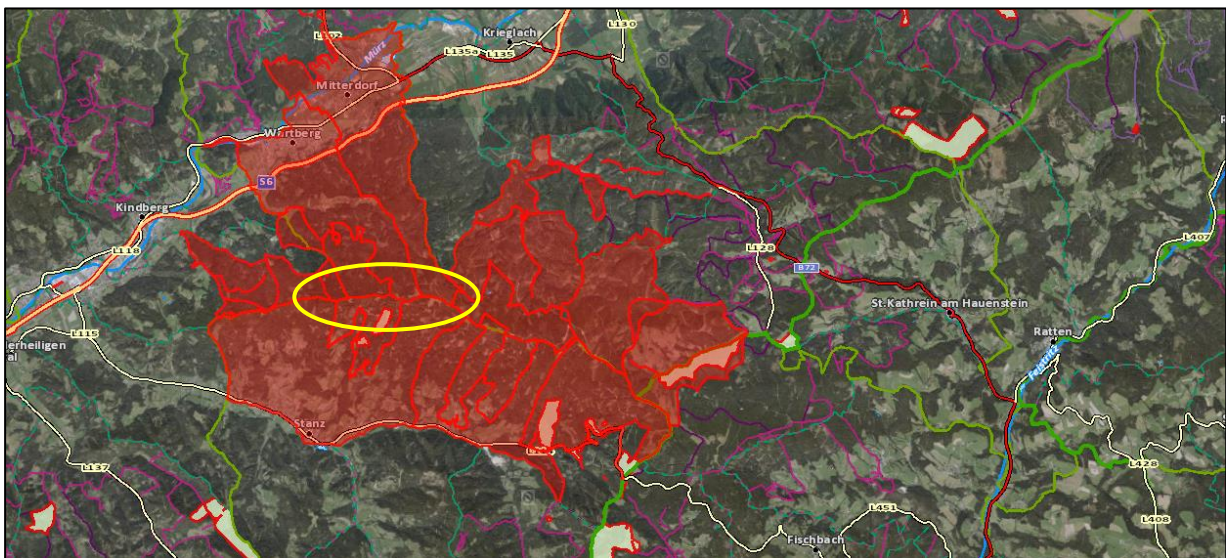 L130
Krieglach
L135a
L135
Mürz
Mitterdorf
Wartberg
S6
Kindberg
L407
L118
L128
B72
St.Kathrein am Hauenstein
L115
Ratten
erheiligen
al
Feistritz
Stanz
L137
L428
L451
L408
Fischbach